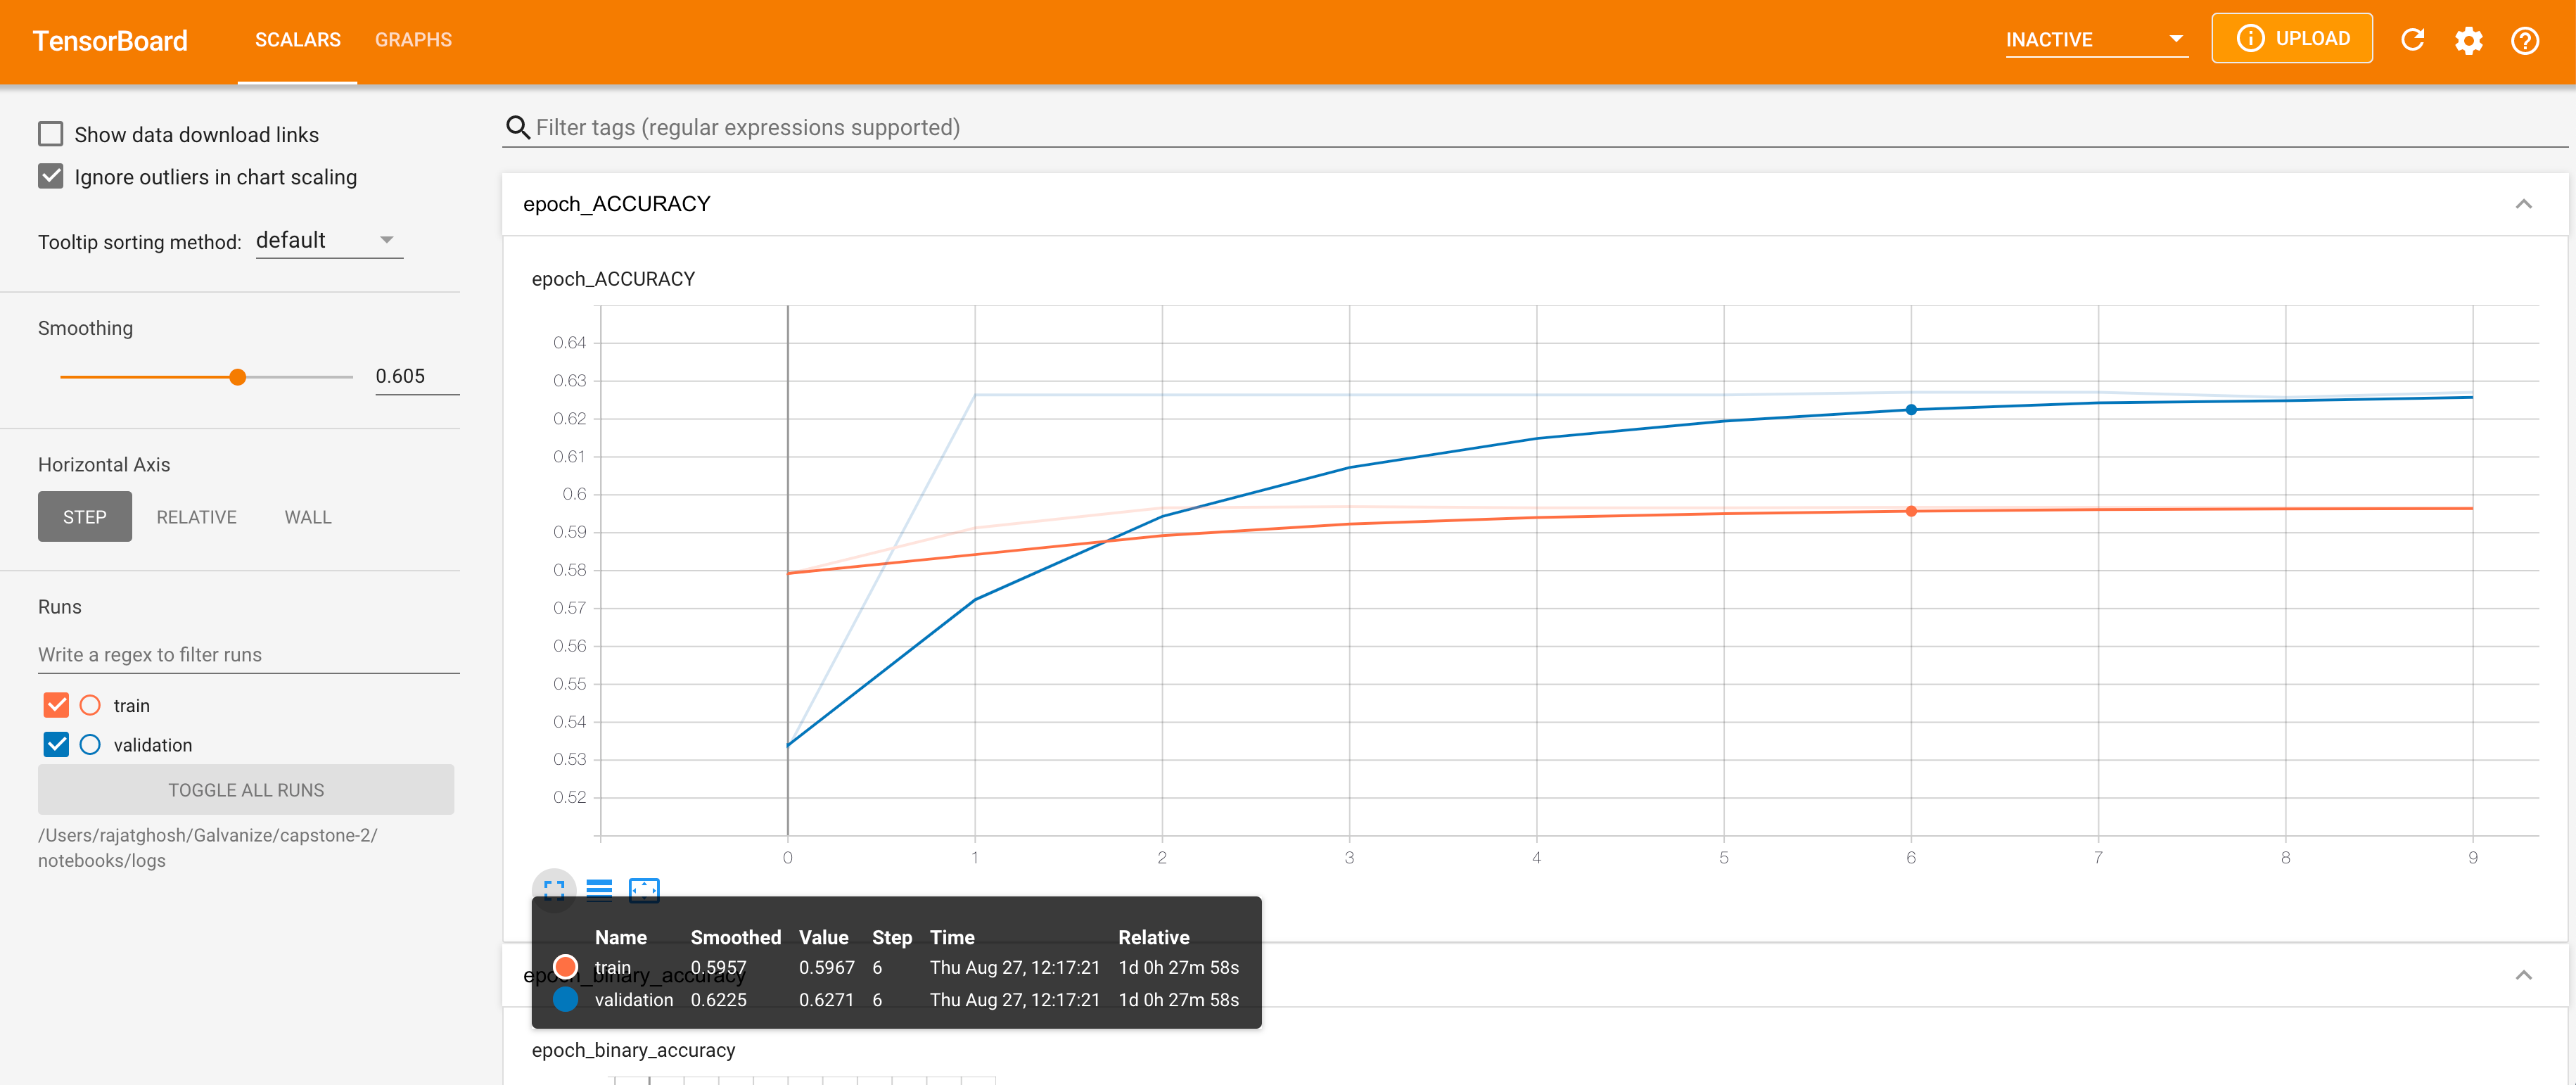 TensorBoard SCALARS GRAPHS INACTIVE UPLOAD
Show data download links
Ignore outliers in chart scaling
Tooltip sorting method: default
Smoothing
0.605
Horizontal Axis
STEP RELATIVE WALL
Runs
Write a regex to filter runs
train
validation
TOGGLE ALL RUNS
/Users/rajatghosh/Galvanize/capstone-2/
notebooks/logs
Filter tags (regular expressions supported)
epoch_ACCURACY
epoch_ACCURACY
0.64
0.63
0.62
0.61
0.6
0.59
0.58
0.57
0.56
0.55
0.54
0.53
0.52
0 1 2 3 4 5 6 7 8 9
Name Smoothed Value Step Time Relative
train 0.5957 0.5967 6 Thu Aug 27, 12:17:21 1d 0h 27m 58s
validation 0.6225 0.6271 6 Thu Aug 27, 12:17:21 1d 0h 27m 58s
epoch_binary_accuracy
epoch_binary_accuracy